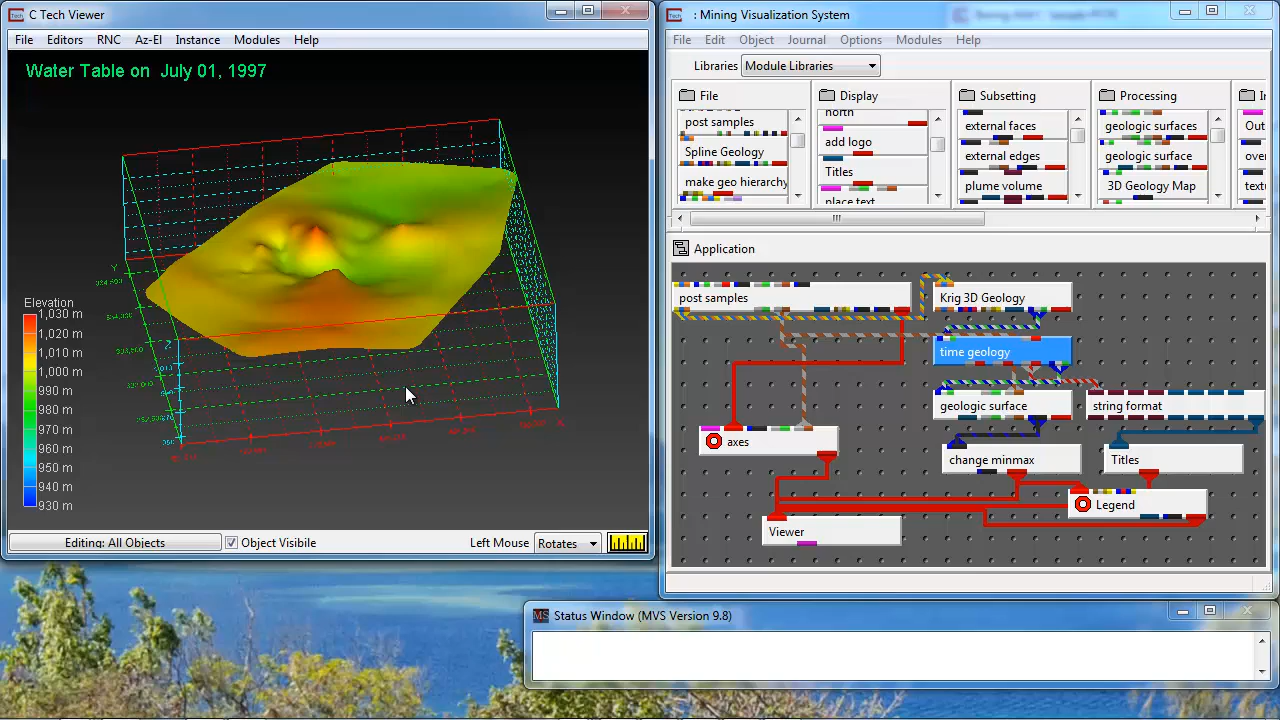 C Tech Viewer
File Editors RNC Az-El Instance Modules Help
Water Table on July 01, 1997
Elevation
1,030 m
1,020 m
1,010 m
1,000 m
990 m
980 m
970 m
960 m
950 m
940 m
930 m
Y
Z
X
Editing: All Objects
Object Visibile
Left Mouse
Rotates
: Mining Visualization System
File Edit Object Journal Options Modules Help
Libraries Module Libraries
File
post samples
Spline Geology
make geo hierarchy
Display
north
add logo
Titles
place text
Subsetting
external faces
external edges
plume volume
Processing
geologic surfaces
geologic surface
3D Geology Map
Out
Application
post samples
Krig 3D Geology
time geology
geologic surface
string format
axes
change minmax
Titles
Legend
Viewer
Status Window (MVS Version 9.8)